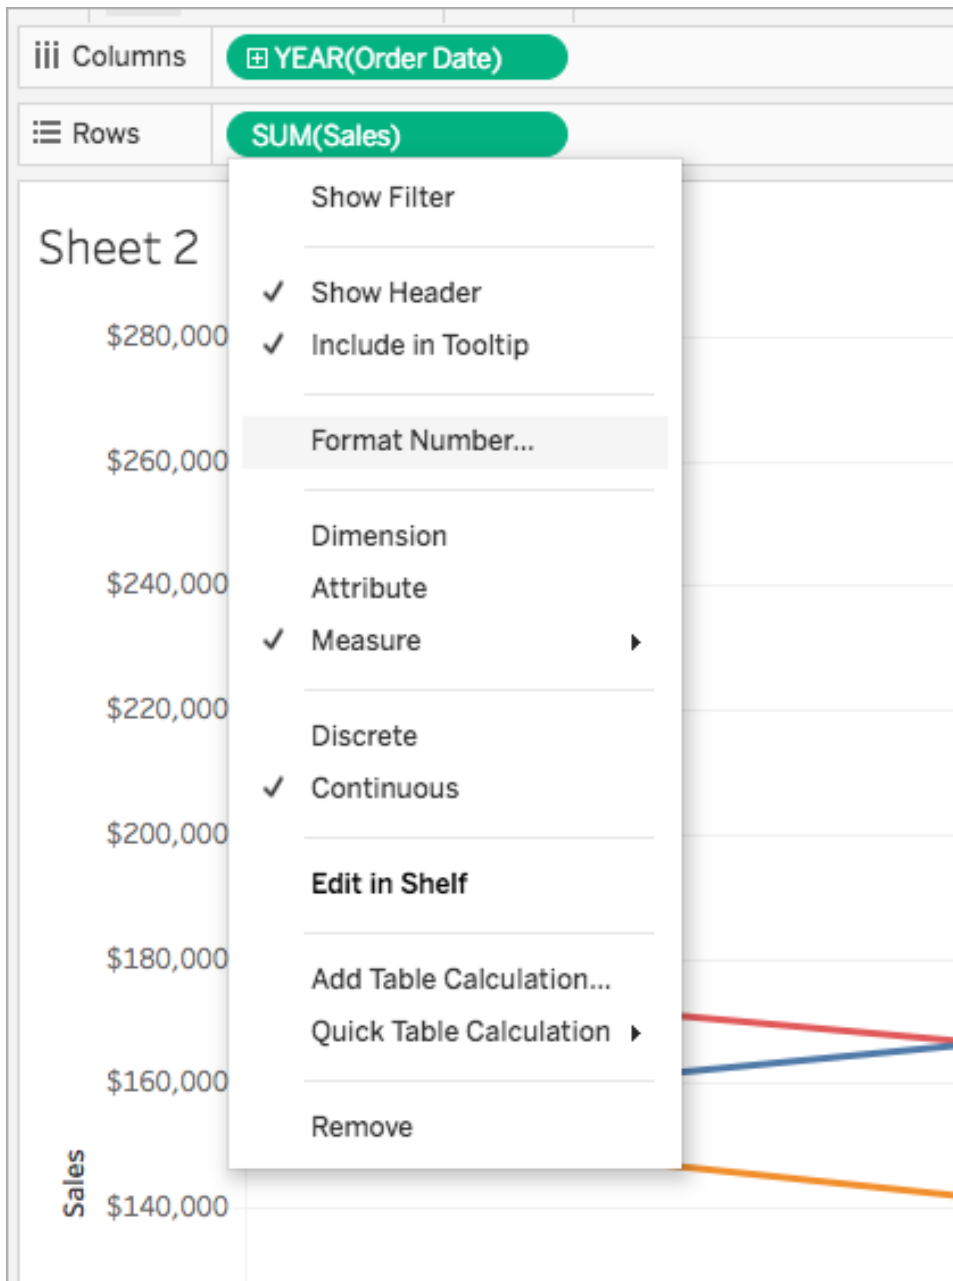 Columns
YEAR(Order Date)
Rows
SUM(Sales)
Show Filter
Sheet 2
Show Header
$280,000
Include in Tooltip
Format Number...
$260,000
Dimension
$240,000
Attribute
Measure
$220,000
Discrete
Continuous
$200,000
Edit in Shelf
$180,000
Add Table Calculation...
Quick Table Calculation
$160,000
Remove
Sales
$140,000